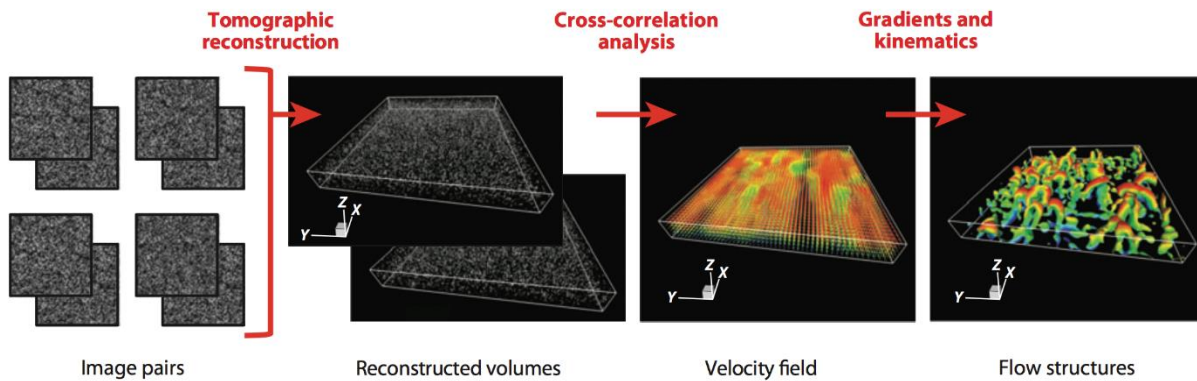 Tomographic
reconstruction
Cross-correlation
analysis
Gradients and
kinematics
Z
X
Y
Z
X
Y
Z
X
Y
Z
X
Y
Image pairs
Reconstructed volumes
Velocity field
Flow structures